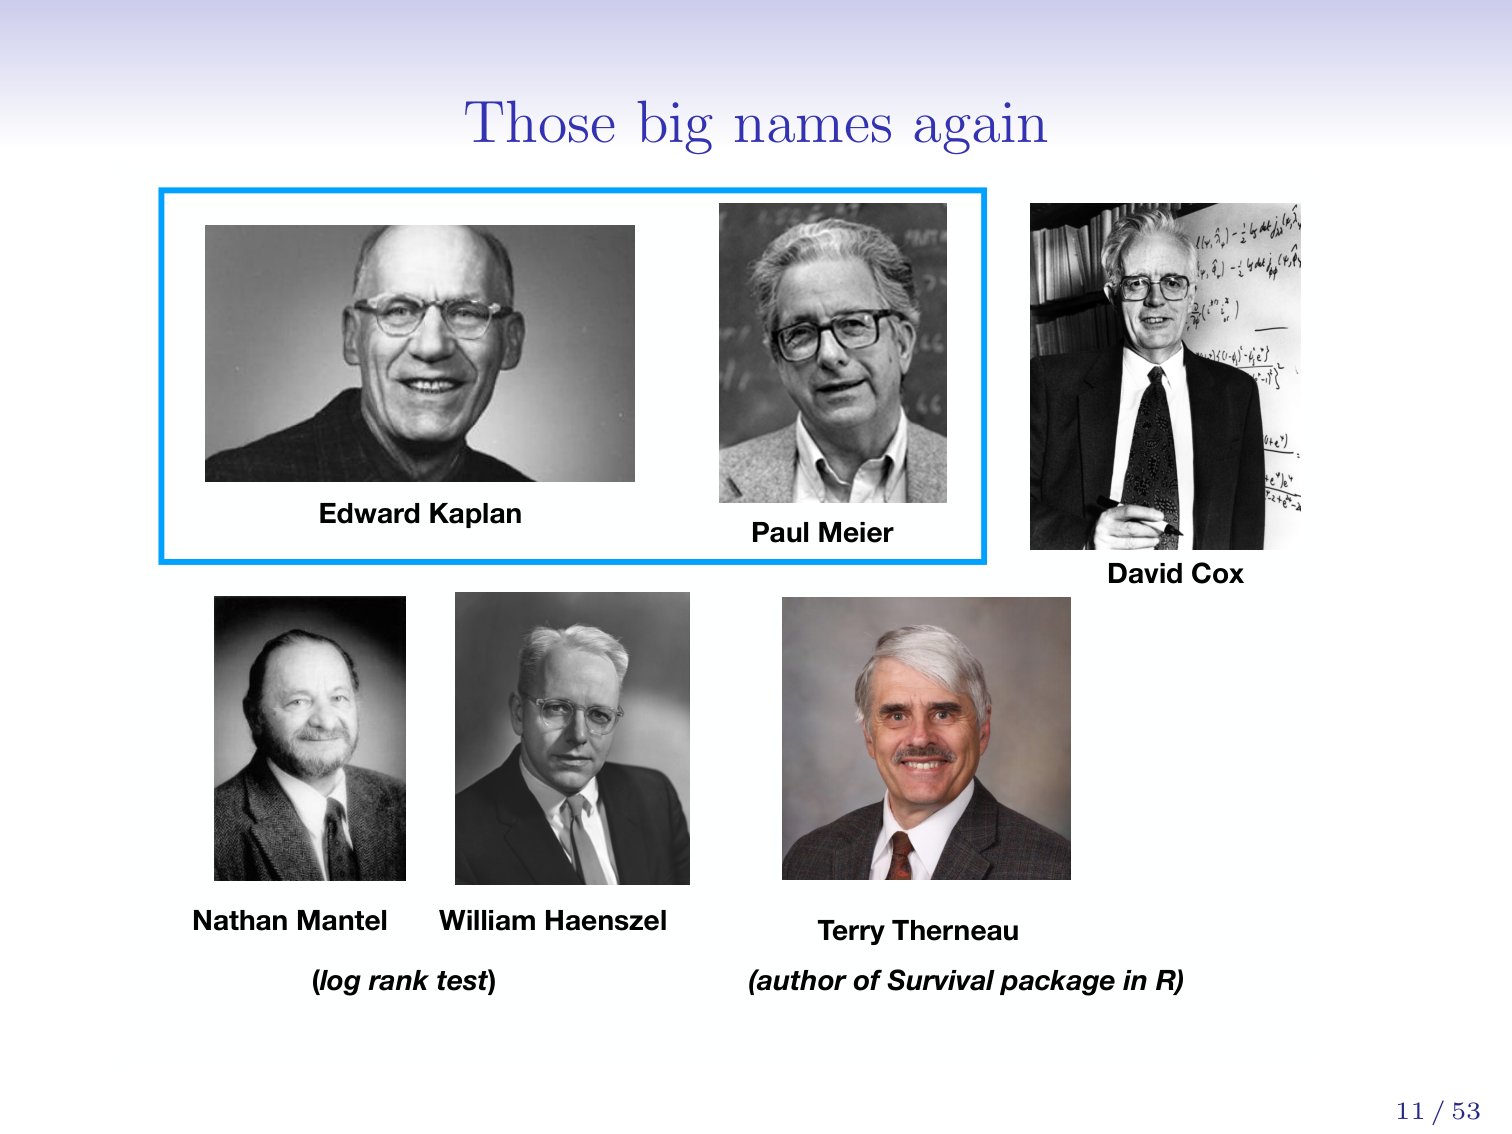 Those big names again
Edward Kaplan
Paul Meier
David Cox
Nathan Mantel
William Haenszel
Terry Therneau
(log rank test)
(author of Survival package in R)
11 / 53